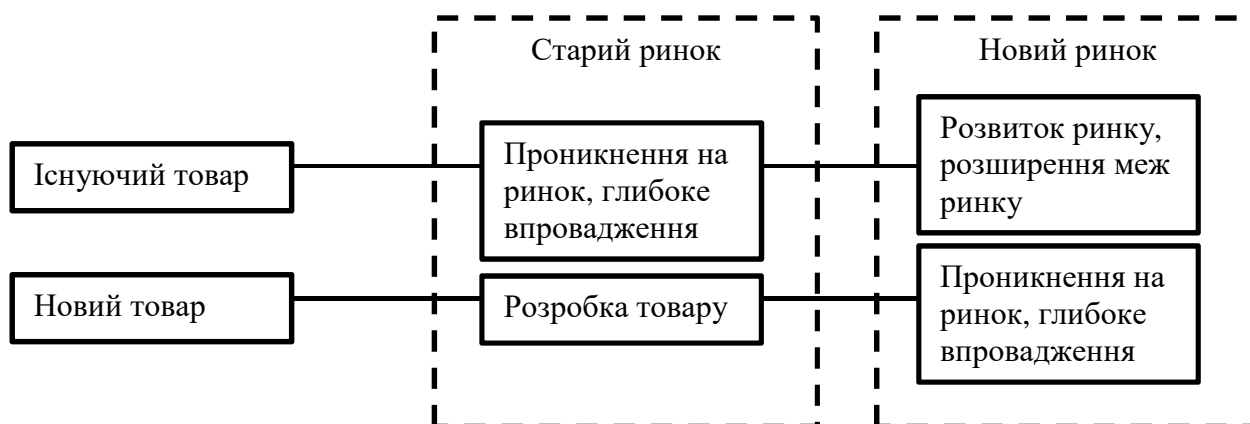 Старий ринок
Новий ринок
Існуючий товар
Проникнення на
ринок, глибоке
впровадження
Розвиток ринку,
розширення меж
ринку
Новий товар
Розробка товару
Проникнення на
ринок, глибоке
впровадження